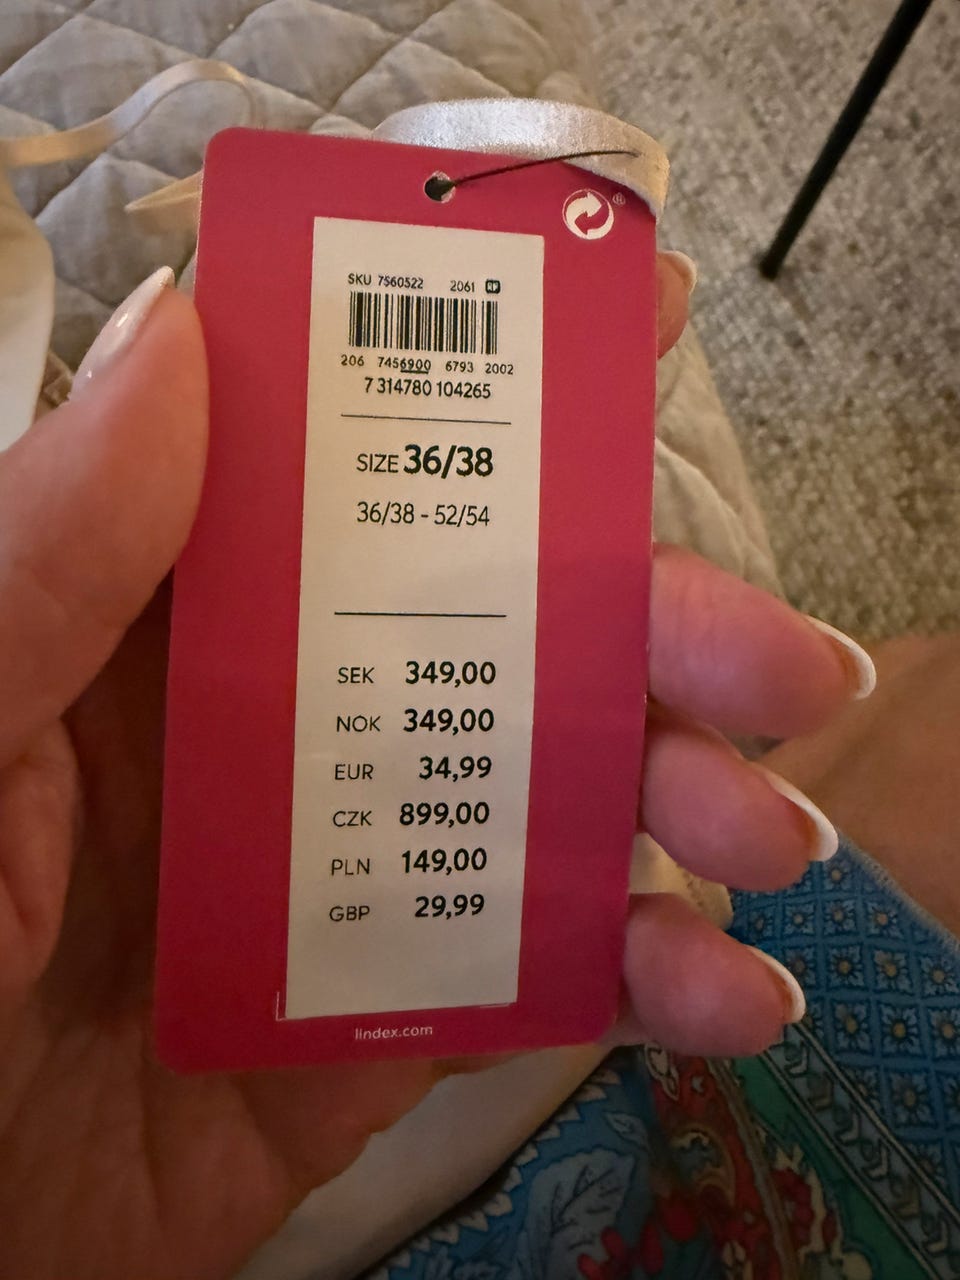 ®
SKU 7560522 2061 RP
206 7456900 6793 2002
7 314780 104265
SIZE 36/38
36/38 - 52/54
SEK 349,00
NOK 349,00
EUR 34,99
CZK 899,00
PLN 149,00
GBP 29,99
lindex.com